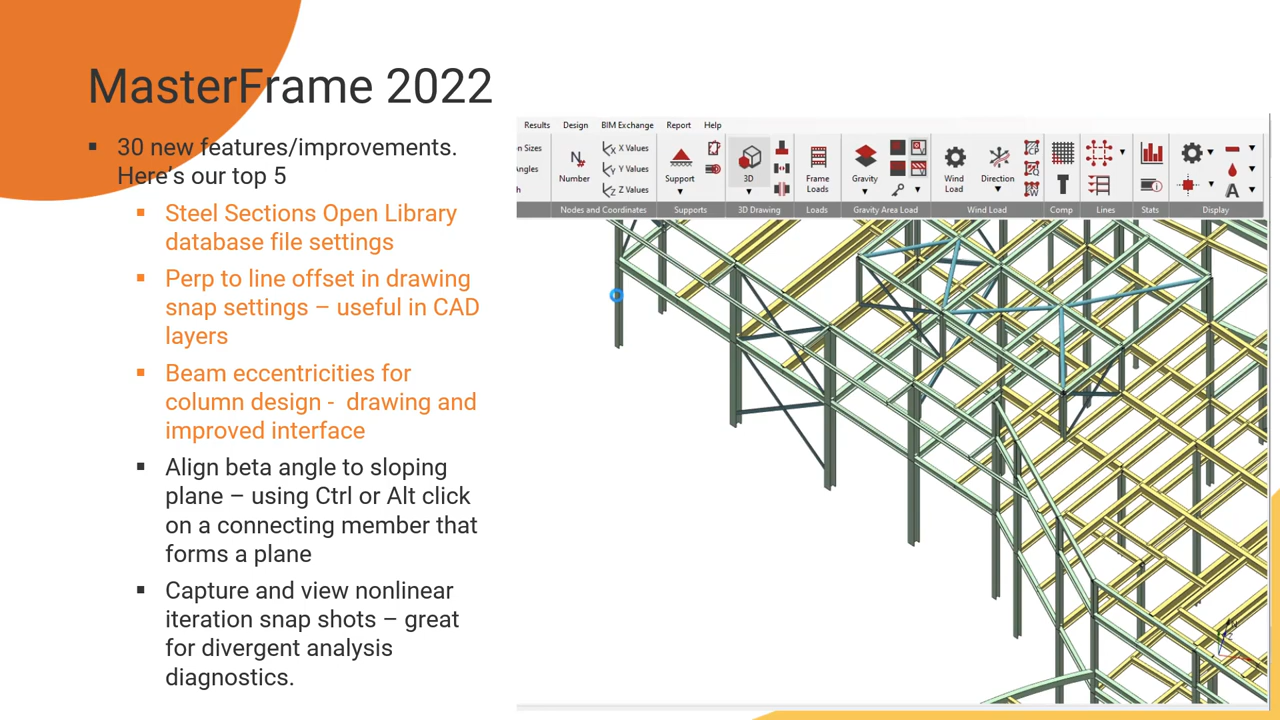 MasterFrame 2022
▪ 30 new features/improvements.
Here's our top 5
▪ Steel Sections Open Library
database file settings
▪ Perp to line offset in drawing
snap settings – useful in CAD
layers
▪ Beam eccentricities for
column design - drawing and
improved interface
▪ Align beta angle to sloping
plane – using Ctrl or Alt click
on a connecting member that
forms a plane
▪ Capture and view nonlinear
iteration snap shots – great
for divergent analysis
diagnostics.
Results Design BIM Exchange Report Help
n Sizes
ngles
h
Number
X Values
Y Values
Z Values
Support
3D
Frame
Loads
Gravity
Wind
Load
Direction
Nodes and Coordinates Supports 3D Drawing Loads Gravity Area Load Wind Load Comp Lines Stats Display